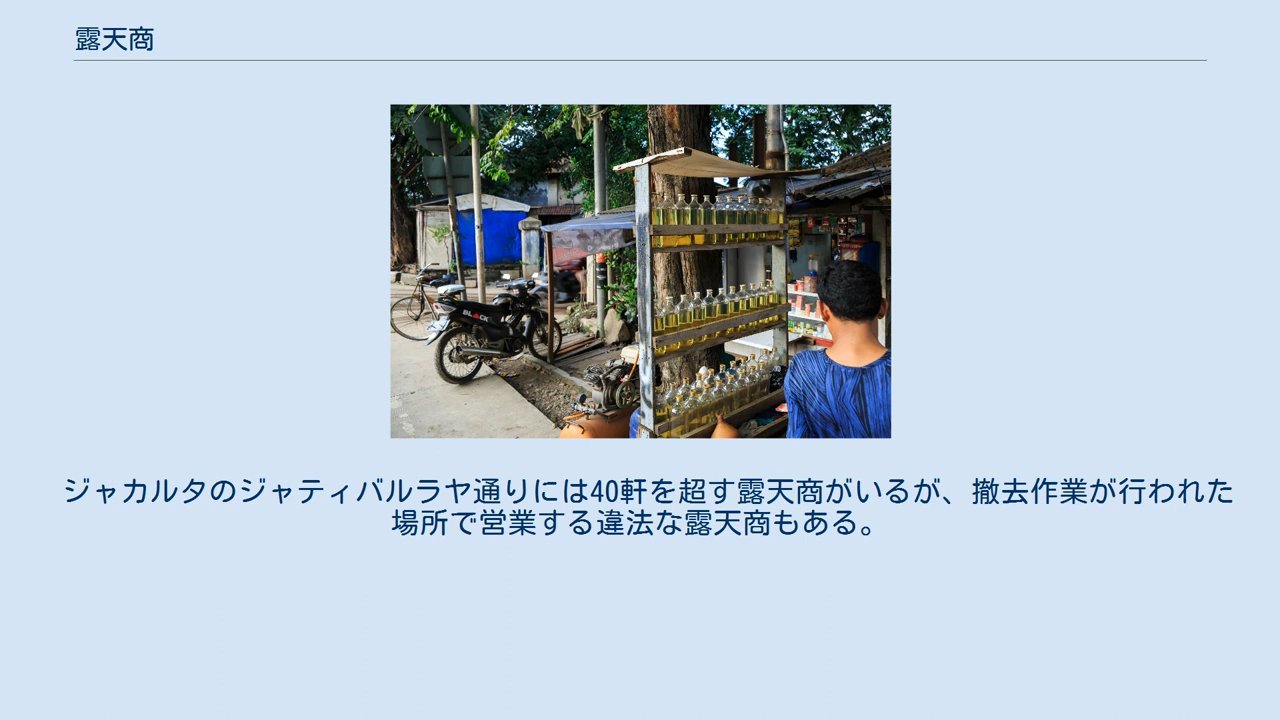 露天商
BLACK
ジャカルタのジャティバルラヤ通りには40軒を超す露天商がいるが、撤去作業が行われた
場所で営業する違法な露天商もある。